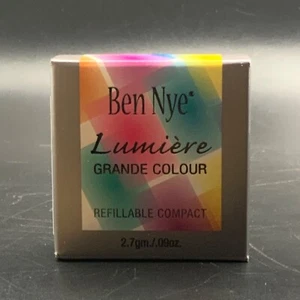 Ben Nye®
Lumière
GRANDE COLOUR
REFILLABLE COMPACT
2.7gm./.09oz.